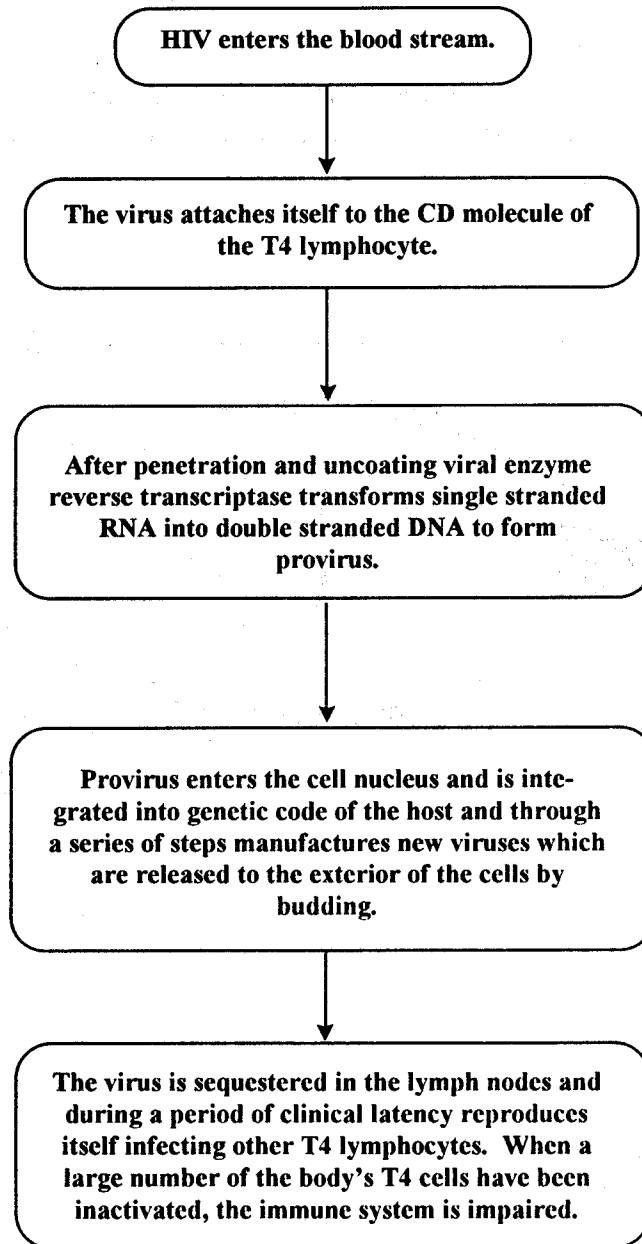 HIV enters the blood stream.
The virus attaches itself to the CD molecule of
the T4 lymphocyte.
After penetration and uncoating viral enzyme
reverse transcriptase transforms single stranded
RNA into double stranded DNA to form
provirus.
Provirus enters the cell nucleus and is inte-
grated into genetic code of the host and through
a series of steps manufactures new viruses which
are released to the exterior of the cells by
budding.
The virus is sequestered in the lymph nodes and
during a period of clinical latency reproduces
itself infecting other T4 lymphocytes. When a
large number of the body's T4 cells have been
inactivated, the immune system is impaired.